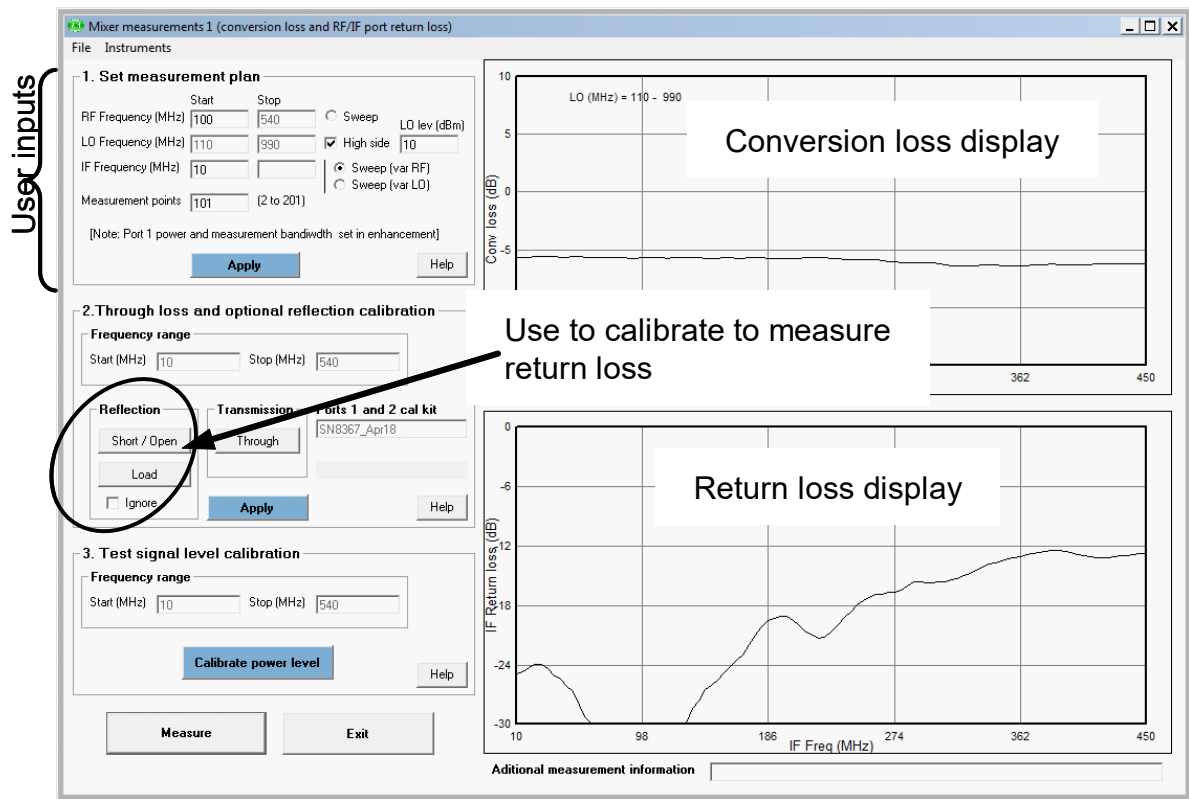 Mixer measurements 1 (conversion loss and RF/IF port return loss)
File Instruments
User inputs
1. Set measurement plan
Start Stop
RF Frequency (MHz) 100 540 Sweep LO lev (dBm)
LO Frequency (MHz) 110 990 High side 10
IF Frequency (MHz) 10 Sweep (var RF)
Sweep (var LO)
Measurement points 101 (2 to 201)
[Note: Port 1 power and measurement bandiwdth set in enhancement]
Apply Help
2.Through loss and optional reflection calibration
Frequency range
Start (MHz) 10 Stop (MHz) 540
Reflection Transmission Ports 1 and 2 cal kit
Short / Open Through SN8367_Apr18
Load
Ignore Apply Help
3. Test signal level calibration
Frequency range
Start (MHz) 10 Stop (MHz) 540
Calibrate power level
Help
Measure Exit
Use to calibrate to measure
return loss
10
LO (MHz) = 110 - 990
Conversion loss display
5
0
Conv loss (dB)
-5
362 450
0
-6
Return loss display
IF Return loss (dB)
-12
-18
-24
-30
10 98 186 274 362 450
IF Freq (MHz)
Aditional measurement information